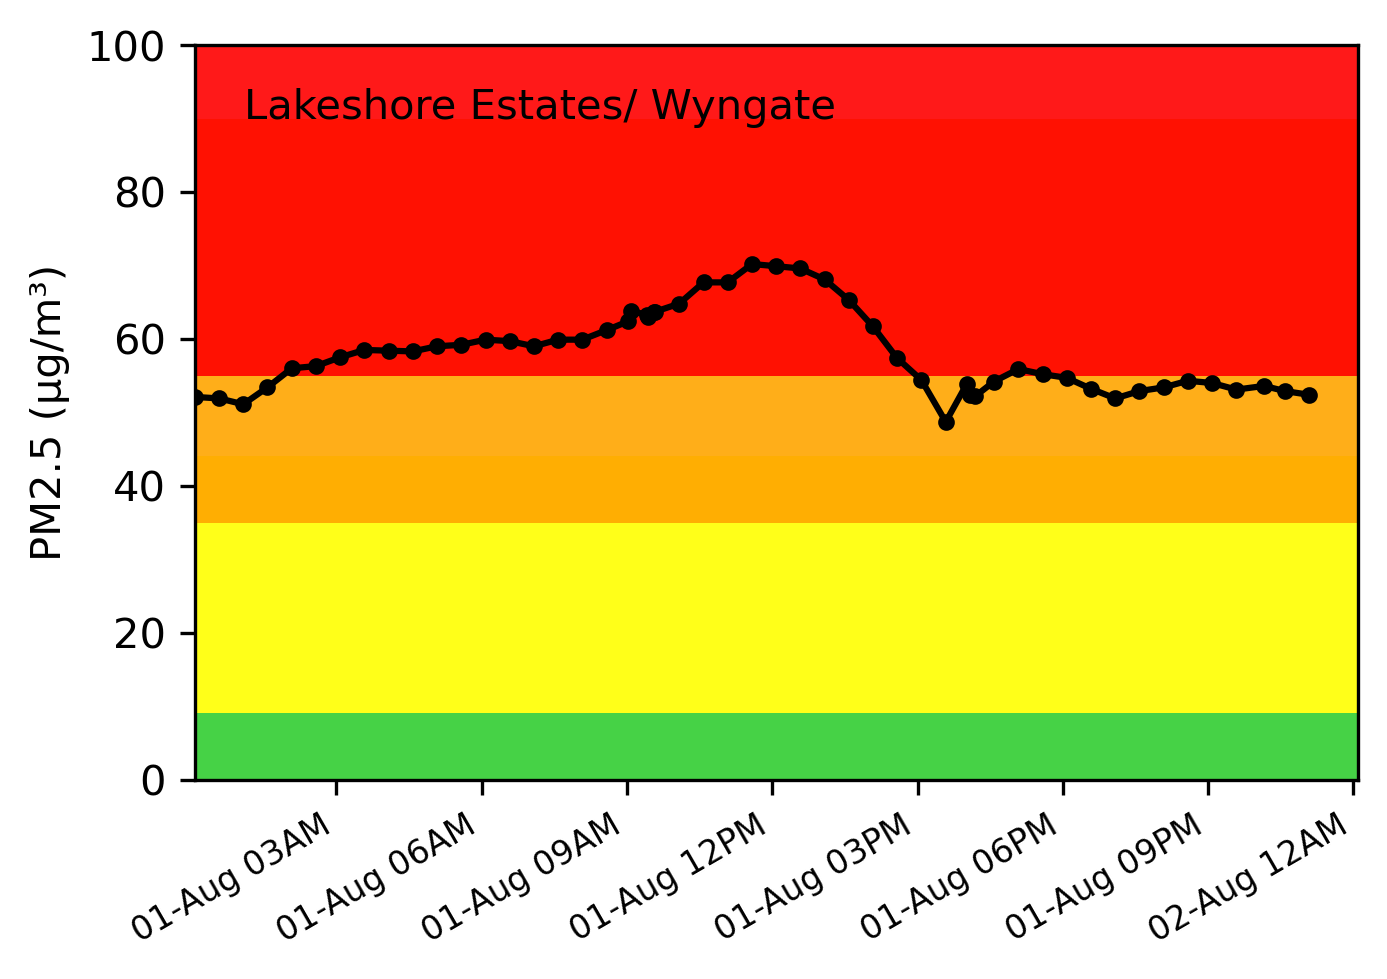 100
Lakeshore Estates/ Wyngate
80
60
40
20
0
PM2.5 (µg/m³)
01-Aug 03AM
01-Aug 06AM
01-Aug 09AM
01-Aug 12PM
01-Aug 03PM
01-Aug 06PM
01-Aug 09PM
02-Aug 12AM